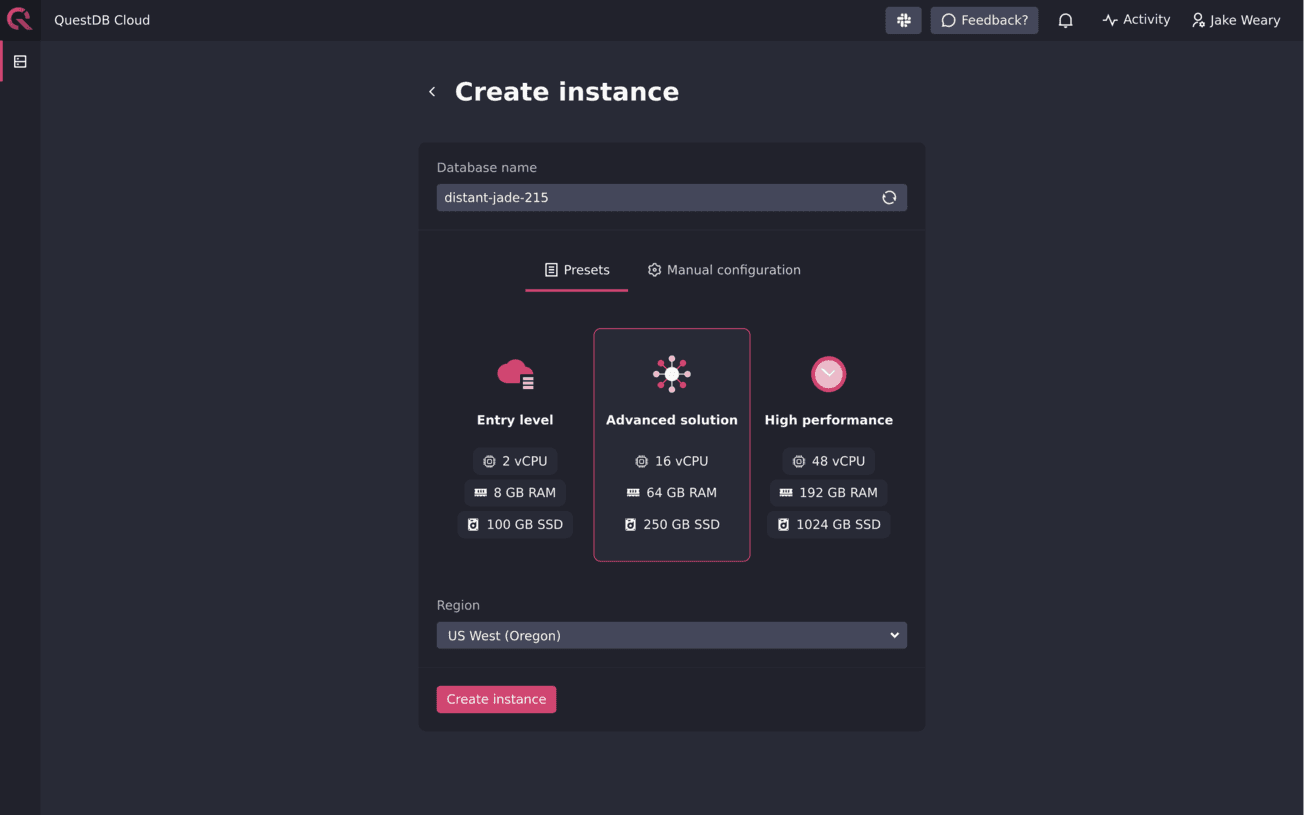 QuestDB Cloud
Feedback?
Activity
Jake Weary
Create instance
Database name
distant-jade-215
Presets
Manual configuration
Entry level
2 vCPU
8 GB RAM
100 GB SSD
Advanced solution
16 vCPU
64 GB RAM
250 GB SSD
High performance
48 vCPU
192 GB RAM
1024 GB SSD
Region
US West (Oregon)
Create instance